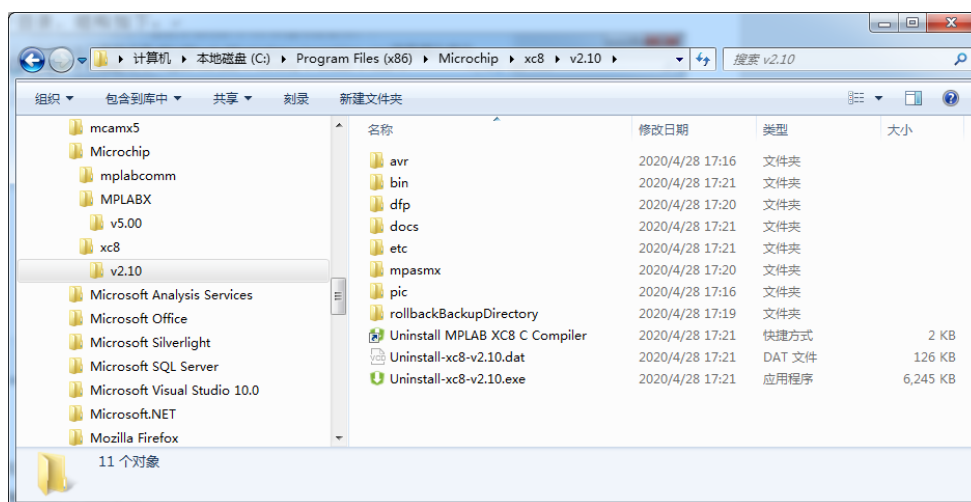 计算机 ▸ 本地磁盘 (C:) ▸ Program Files (x86) ▸ Microchip ▸ xc8 ▸ v2.10 ▸
搜索 v2.10
组织 包含到库中 共享 刻录 新建文件夹
mcamx5
Microchip
mplabcomm
MPLABX
v5.00
xc8
v2.10
Microsoft Analysis Services
Microsoft Office
Microsoft Silverlight
Microsoft SQL Server
Microsoft Visual Studio 10.0
Microsoft.NET
Mozilla Firefox
名称 修改日期 类型 大小
avr 2020/4/28 17:16 文件夹
bin 2020/4/28 17:21 文件夹
dfp 2020/4/28 17:20 文件夹
docs 2020/4/28 17:21 文件夹
etc 2020/4/28 17:21 文件夹
mpasmx 2020/4/28 17:20 文件夹
pic 2020/4/28 17:16 文件夹
rollbackBackupDirectory 2020/4/28 17:19 文件夹
Uninstall MPLAB XC8 C Compiler 2020/4/28 17:21 快捷方式 2 KB
Uninstall-xc8-v2.10.dat 2020/4/28 17:21 DAT 文件 126 KB
Uninstall-xc8-v2.10.exe 2020/4/28 17:21 应用程序 6,245 KB
11 个对象